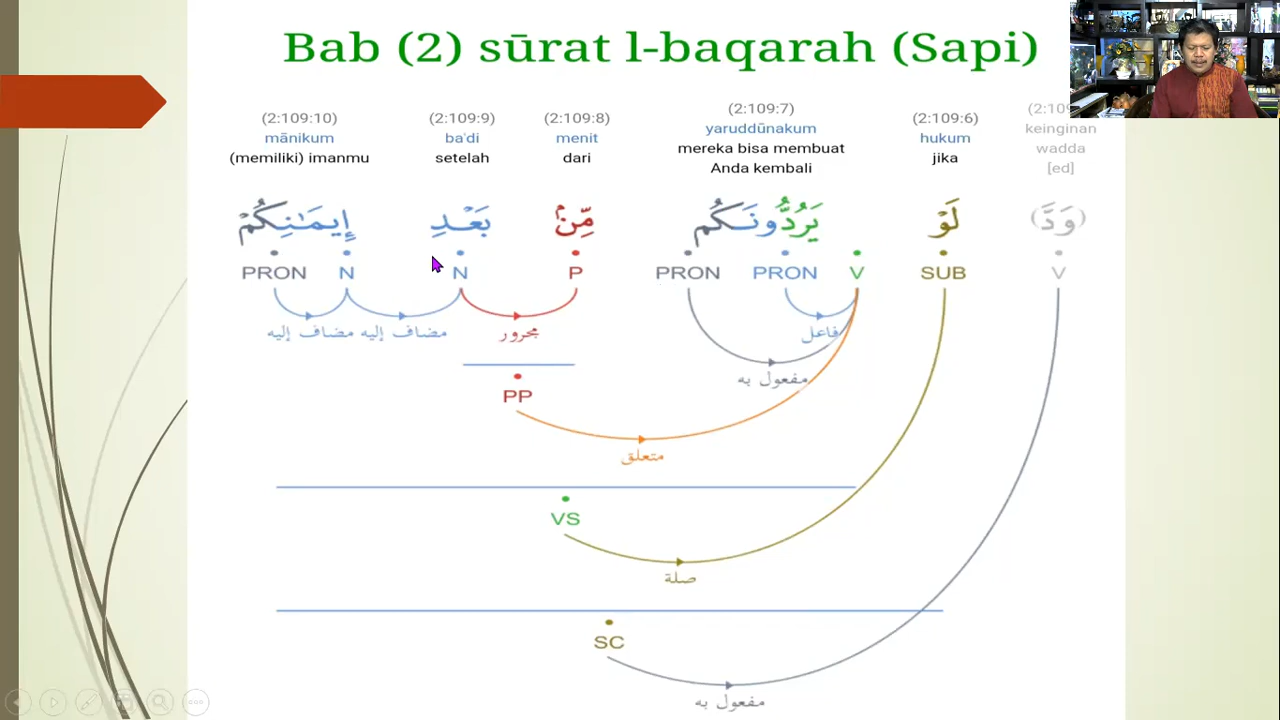 Bab (2) sūrat l-baqarah (Sapi)
(2:109:10) (2:109:9) (2:109:8) (2:109:7) (2:109:6) (2:10
mānikum ba'di menit yaruddūnakum hukum keinginan
(memiliki) imanmu setelah dari mereka bisa membuat jika wadda
Anda kembali [ed]
(وَدَّ) لَوْ يَرُدُّونَكُم مِّنۢ بَعْدِ إِيمَـٰنِكُمْ
PRON N N P PRON PRON V SUB V
مضاف إليه مضاف إليه مجرور فاعل
مفعول به
PP
متعلق
VS
صلة
SC
مفعول به